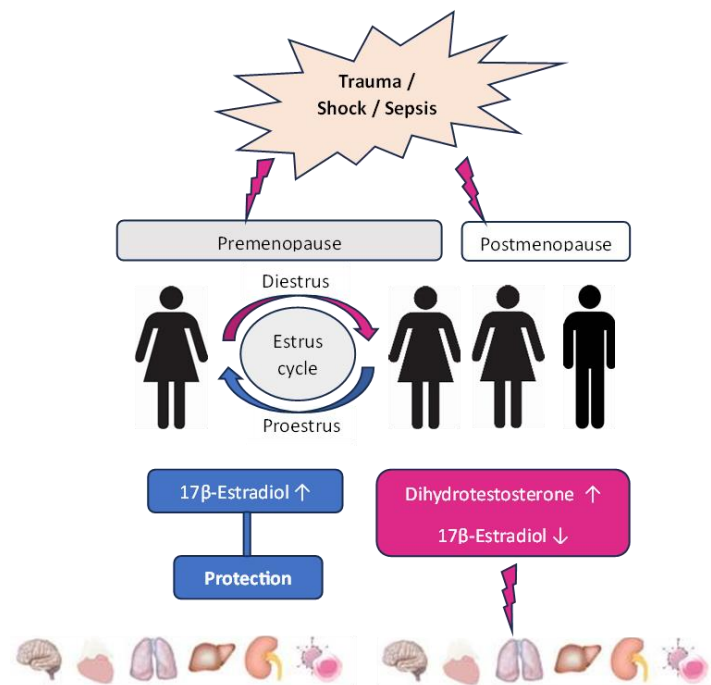 Trauma /
Shock / Sepsis
Premenopause
Postmenopause
Diestrus
Estrus
cycle
Proestrus
17β-Estradiol ↑
Dihydrotestosterone ↑
17β-Estradiol ↓
Protection